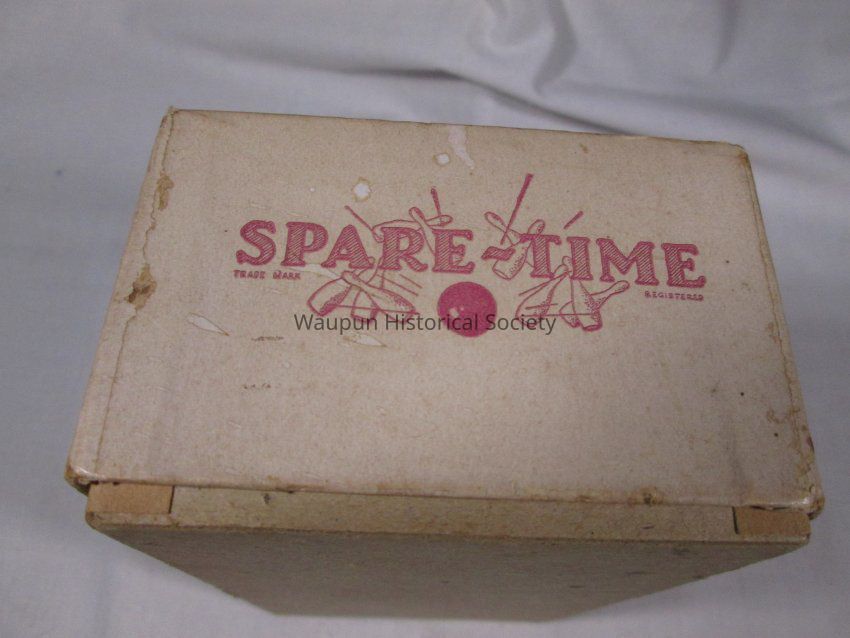 SPARE-TIME
TRADE MARK
REGISTERED
Waupun Historical Society